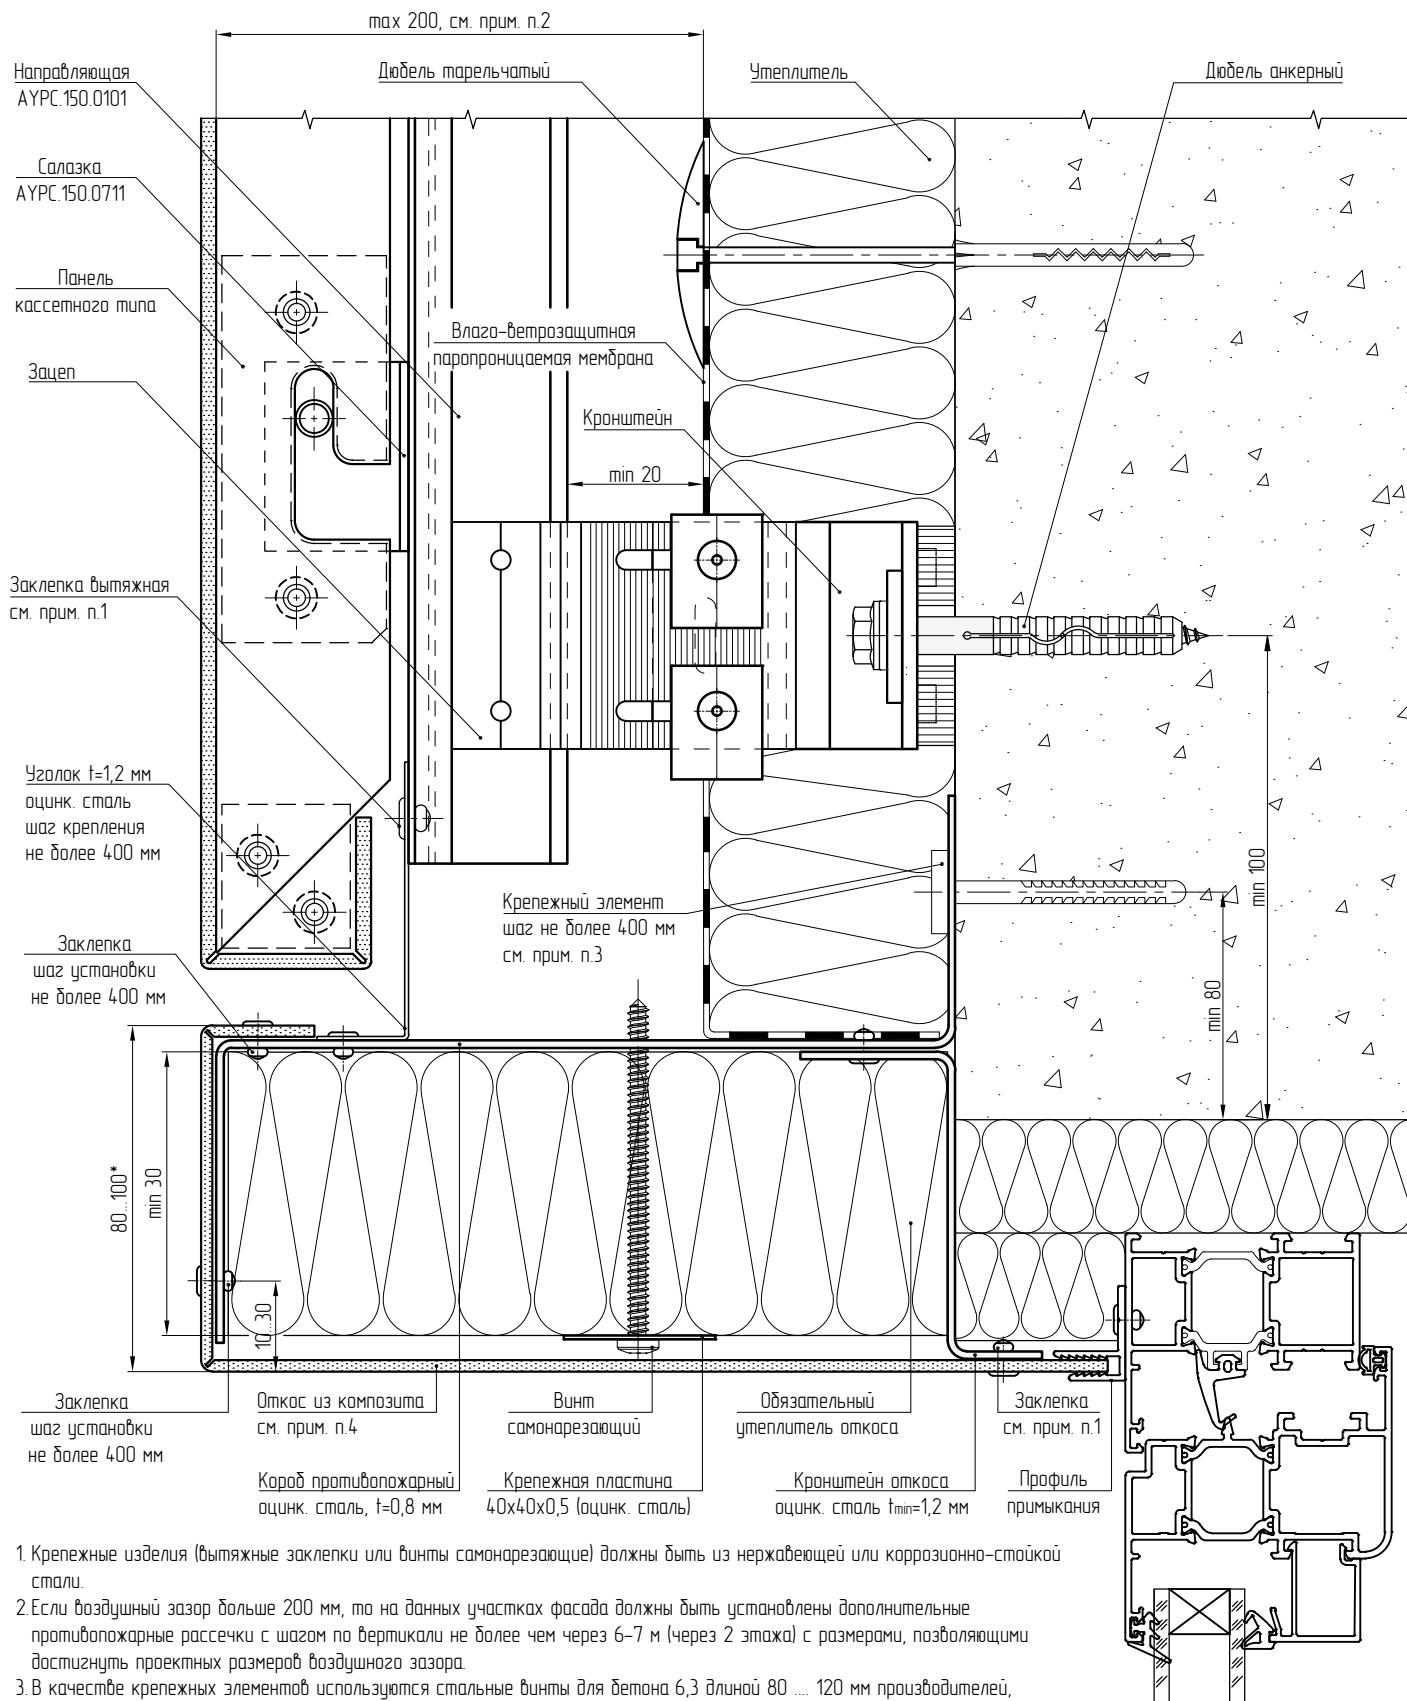 max 200, см. прим. п.2
Направляющая
AYPC.150.0101
Дюбель тарельчатый
Утеплитель
Дюбель анкерный
Салазка
AYPC.150.0711
Панель
кассетного типа
Влаго-ветрозащитная
паропроницаемая мембрана
Зацеп
Кронштейн
min 20
Заклепка вытяжная
см. прим. п.1
Уголок t=1,2 мм
оцинк. сталь
шаг крепления
не более 400 мм
min 100
Крепежный элемент
шаг не более 400 мм
см. прим. п.3
Заклепка
шаг установки
не более 400 мм
min 80
80...100*
min 30
10...30
Заклепка
шаг установки
не более 400 мм
Откос из композита
см. прим. п.4
Винт
самонарезающий
Обязательный
утеплитель откоса
Заклепка
см. прим. п.1
Короб противопожарный
оцинк. сталь, t=0,8 мм
Крепежная пластина
40х40х0,5 (оцинк. сталь)
Кронштейн откоса
оцинк. сталь tmin=1,2 мм
Профиль
примыкания
1. Крепежные изделия (вытяжные заклепки или винты самонарезающие) должны быть из нержавеющей или коррозионно-стойкой
стали.
2. Если воздушный зазор больше 200 мм, то на данных участках фасада должны быть установлены дополнительные
противопожарные рассечки с шагом по вертикали не более чем через 6-7 м (через 2 этажа) с размерами, позволяющими
достигнуть проектных размеров воздушного зазора.
3. В качестве крепежных элементов используются стальные винты для бетона 6,3 длиной 80 .... 120 мм производителей,